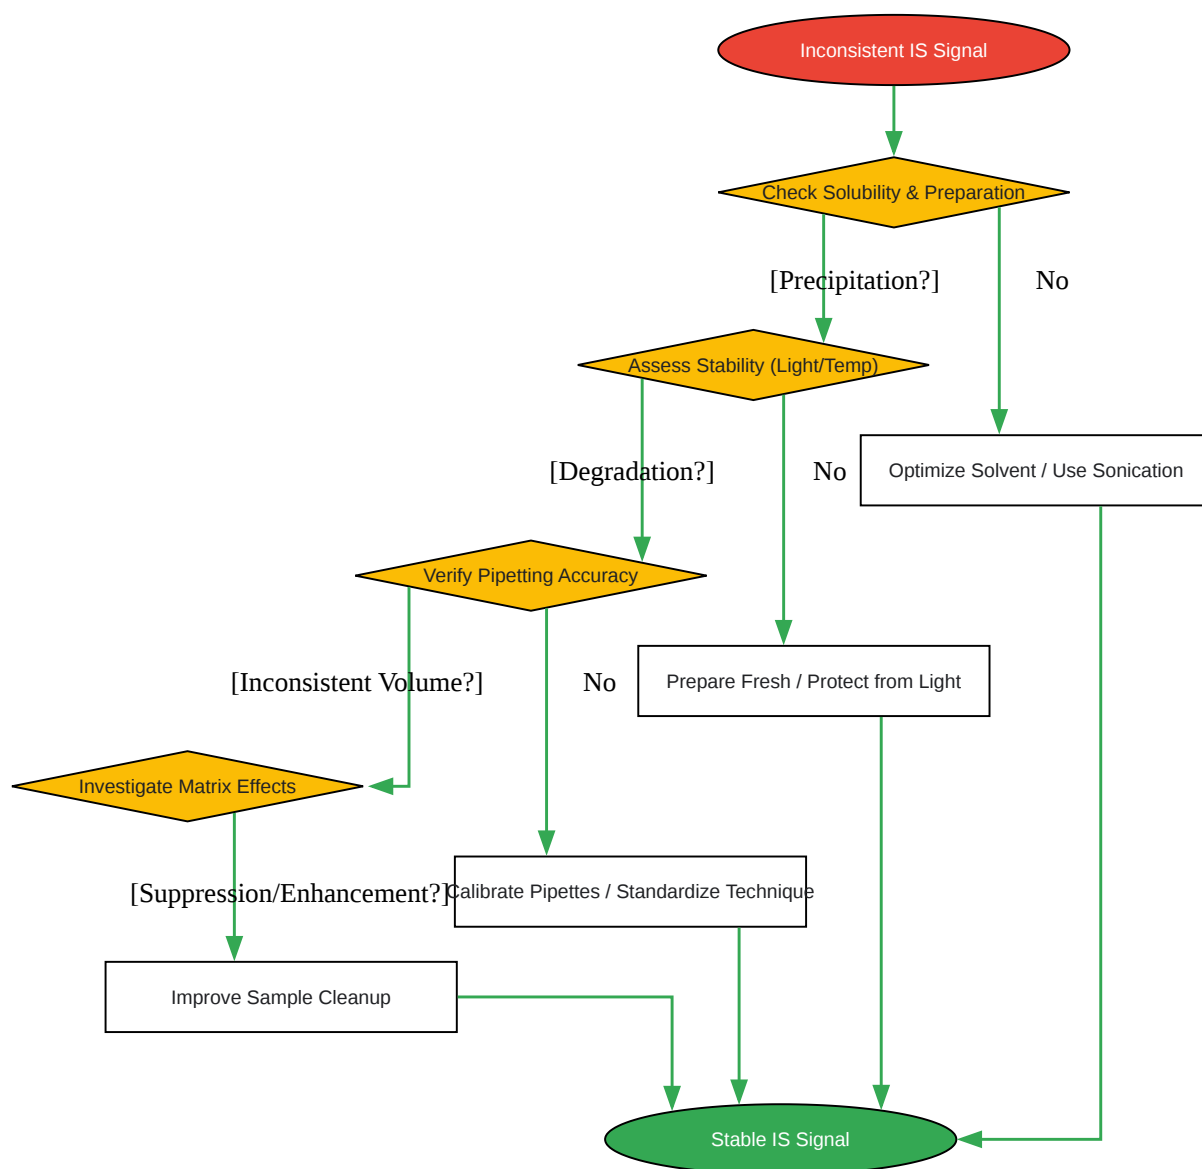 Inconsistent IS Signal
Check Solubility & Preparation
[Precipitation?]
No
Assess Stability (Light/Temp)
[Degradation?]
No
Optimize Solvent / Use Sonication
Verify Pipetting Accuracy
[Inconsistent Volume?]
No
Prepare Fresh / Protect from Light
Investigate Matrix Effects
[Suppression/Enhancement?]
Calibrate Pipettes / Standardize Technique
Improve Sample Cleanup
Stable IS Signal